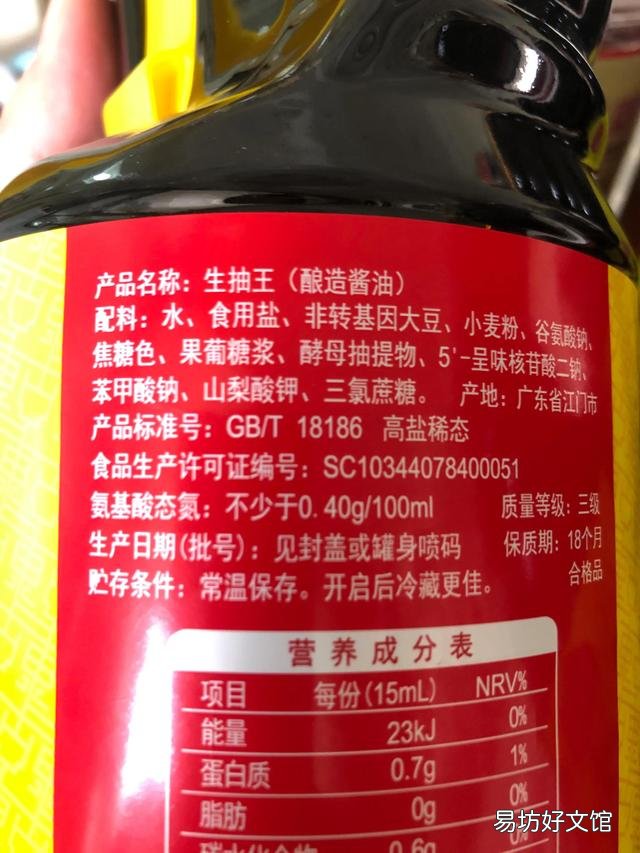 产品名称：生抽王（酿造酱油）
配料：水、食用盐、非转基因大豆、小麦粉、谷氨酸钠、
焦糖色、果葡糖浆、酵母抽提物、5'-呈味核苷酸二钠、
苯甲酸钠、山梨酸钾、三氯蔗糖。 产地：广东省江门市
产品标准号：GB/T 18186 高盐稀态
食品生产许可证编号：SC10344078400051
氨基酸态氮：不少于0.40g/100ml 质量等级：三级
生产日期(批号)：见封盖或罐身喷码 保质期：18个月
贮存条件：常温保存。开启后冷藏更佳。 合格品
营养成分表
项目 每份(15mL) NRV%
能量 23kJ 0%
蛋白质 0.7g 1%
脂肪 0g 0%
碳水化合物 0.6g 0%
易坊好文馆